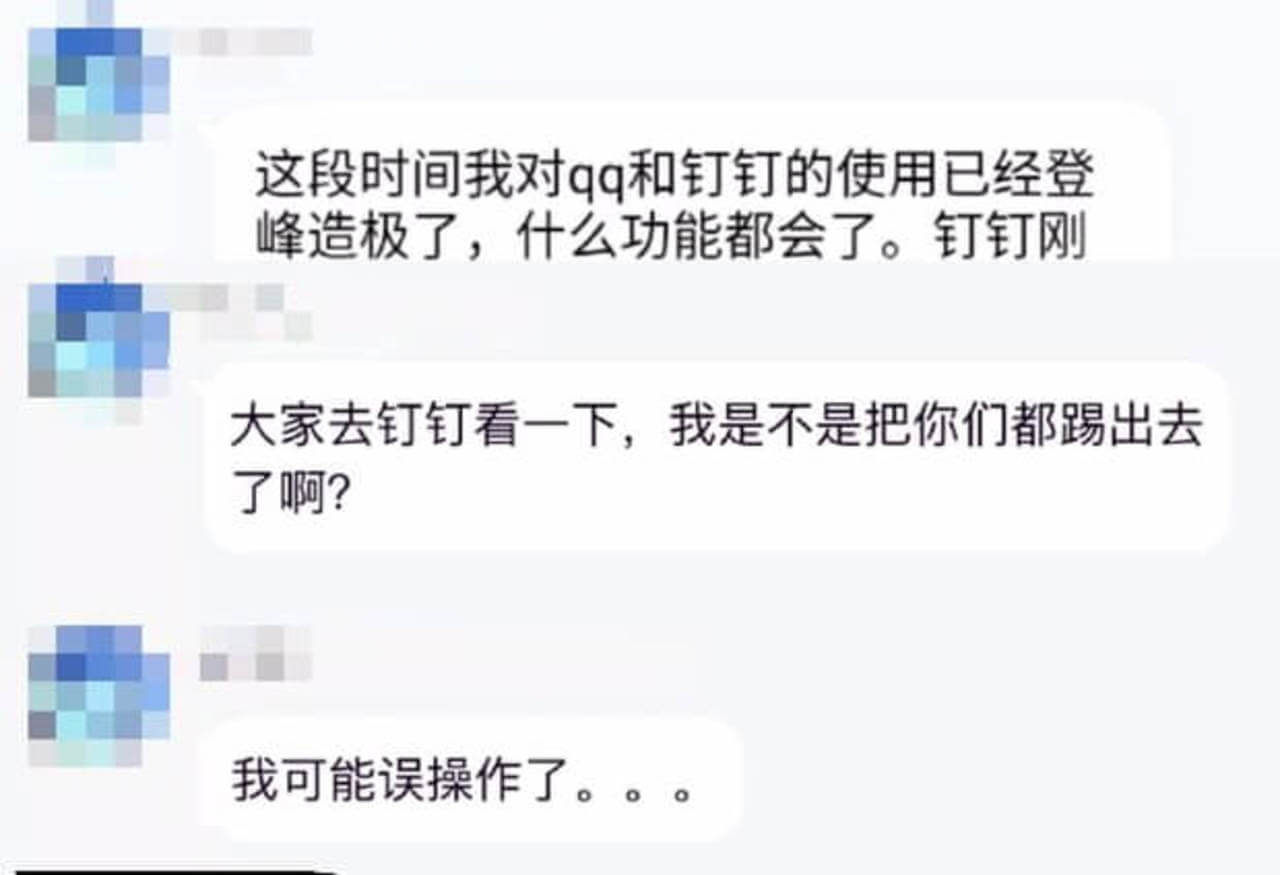 这段时间我对qq和钉钉的使用已经登
峰造极了，什么功能都会了。钉钉刚
大家去钉钉看一下，我是不是把你们都踢出去
了啊？
我可能误操作了。。。